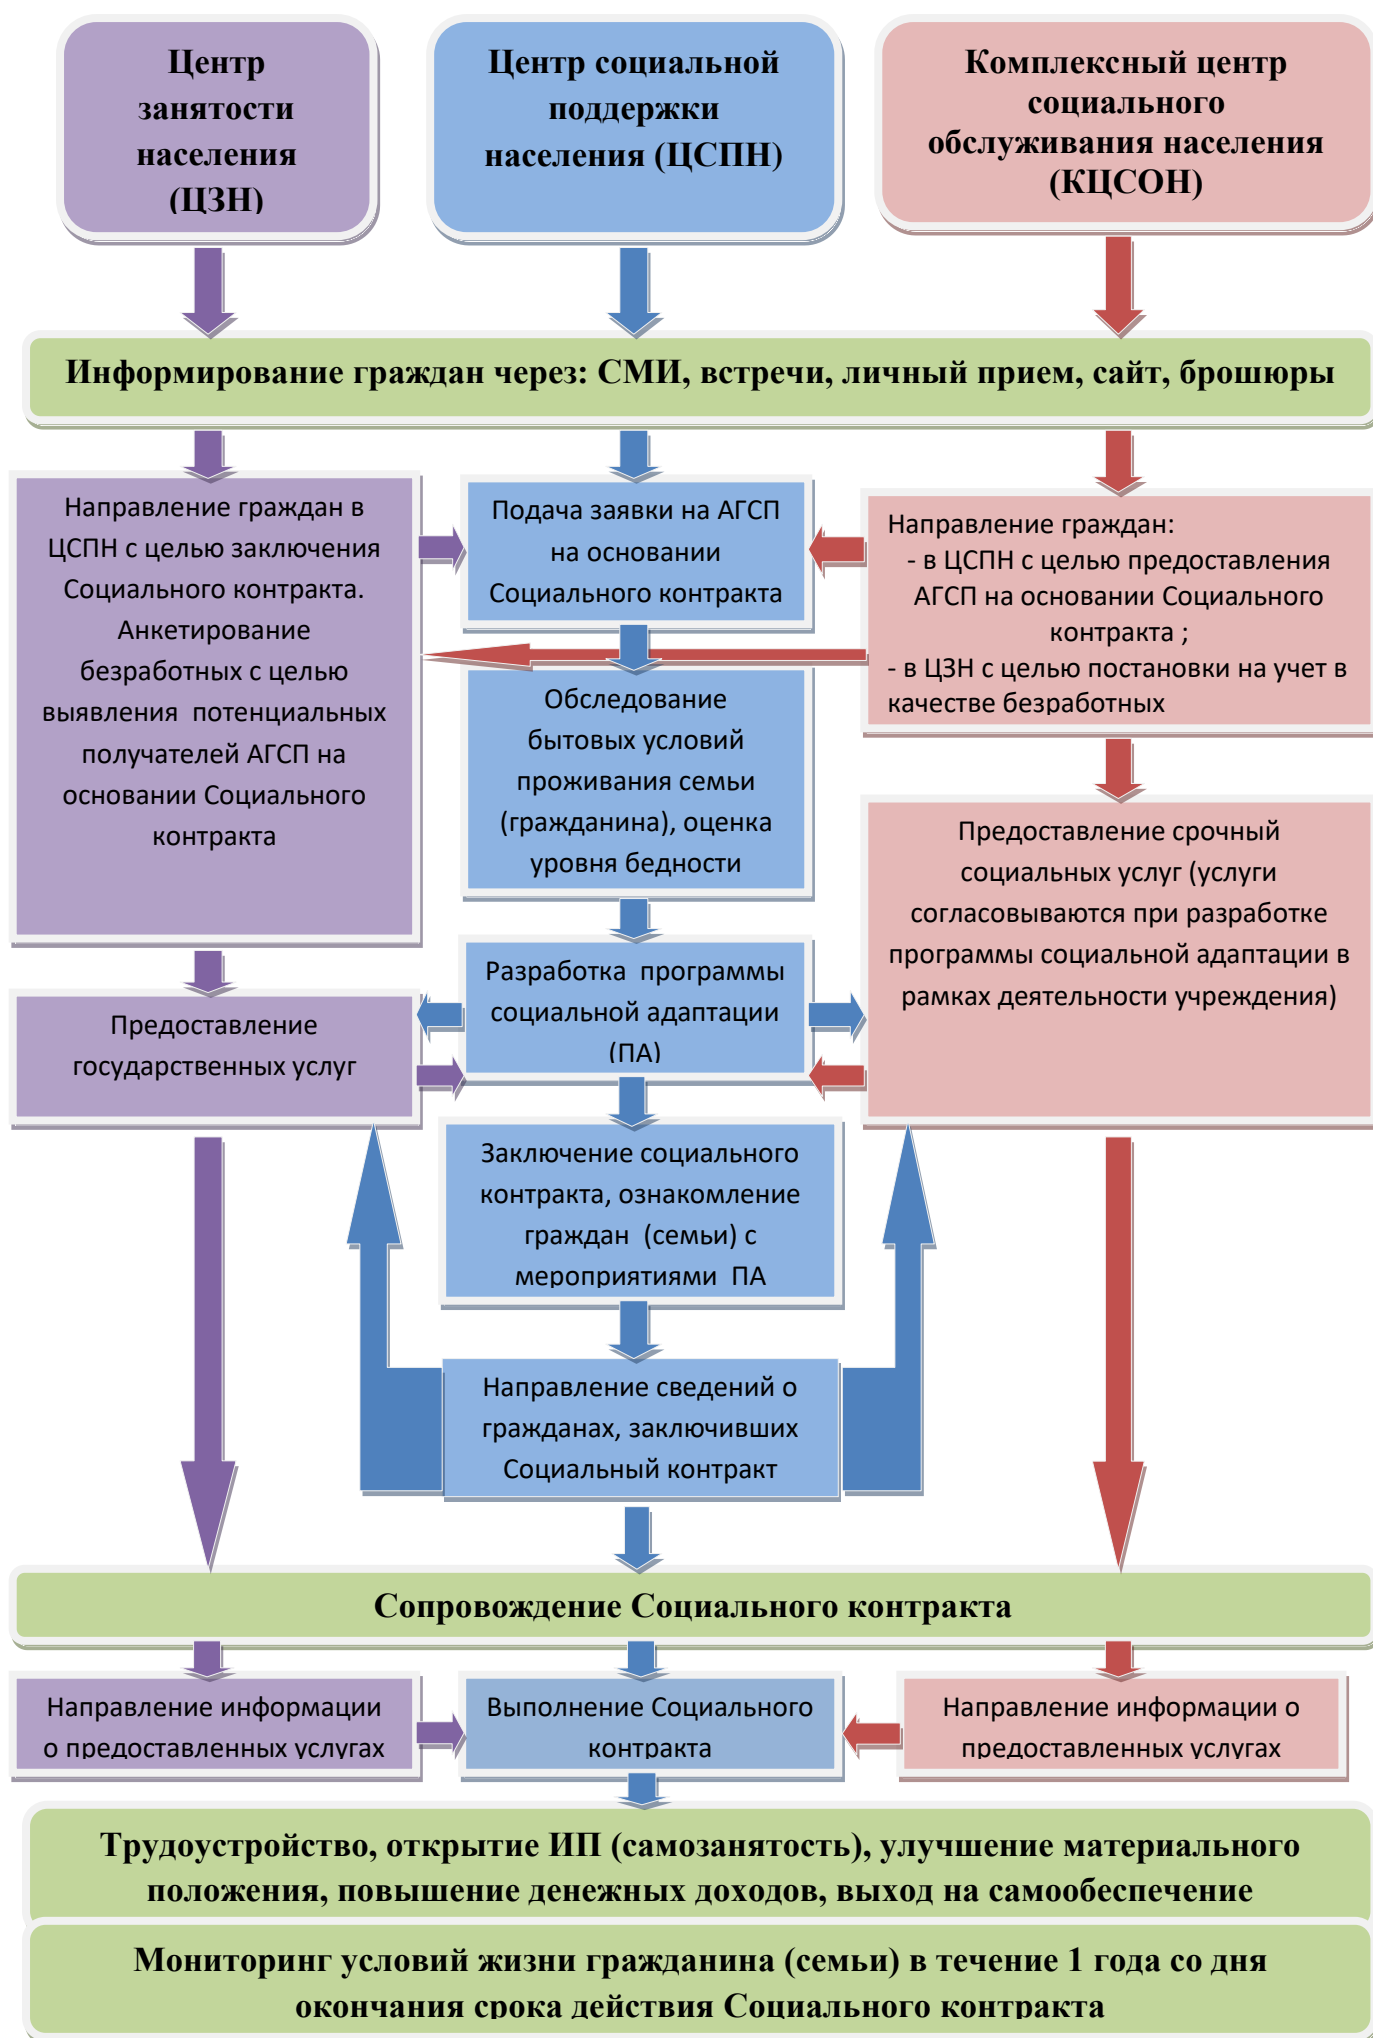 Центр
занятости
населения
(ЦЗН)
Центр социальной
поддержки
населения (ЦСПН)
Комплексный центр
социального
обслуживания населения
(КЦСОН)
Информирование граждан через: СМИ, встречи, личный прием, сайт, брошюры
Направление граждан в
ЦСПН с целью заключения
Социального контракта.
Анкетирование
безработных с целью
выявления потенциальных
получателей АГСП на
основании Социального
контракта
Подача заявки на АГСП
на основании
Социального контракта
Направление граждан:
- в ЦСПН с целью предоставления
АГСП на основании Социального
контракта ;
- в ЦЗН с целью постановки на учет в
качестве безработных
Обследование
бытовых условий
проживания семьи
(гражданина), оценка
уровня бедности
Предоставление срочный
социальных услуг (услуги
согласовываются при разработке
программы социальной адаптации в
рамках деятельности учреждения)
Разработка программы
социальной адаптации
(ПА)
Предоставление
государственных услуг
Заключение социального
контракта, ознакомление
граждан (семьи) с
мероприятиями ПА
Направление сведений о
гражданах, заключивших
Социальный контракт
Сопровождение Социального контракта
Направление информации
о предоставленных услугах
Выполнение Социального
контракта
Направление информации о
предоставленных услугах
Трудоустройство, открытие ИП (самозанятость), улучшение материального
положения, повышение денежных доходов, выход на самообеспечение
Мониторинг условий жизни гражданина (семьи) в течение 1 года со дня
окончания срока действия Социального контракта